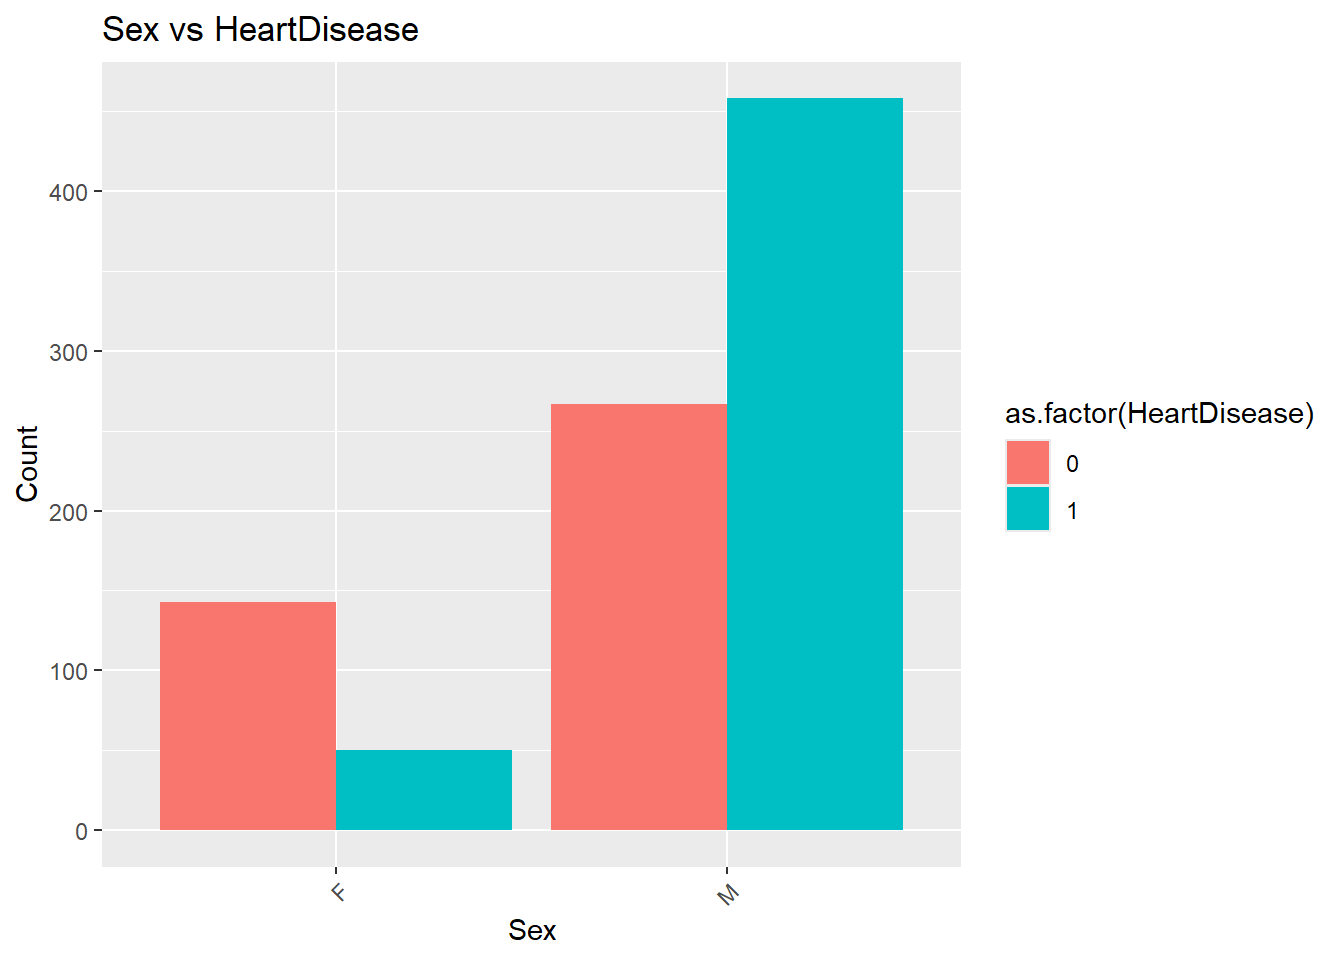 Sex vs HeartDisease
Count
400
300
200
100
0
F
M
Sex
as.factor(HeartDisease)
0
1